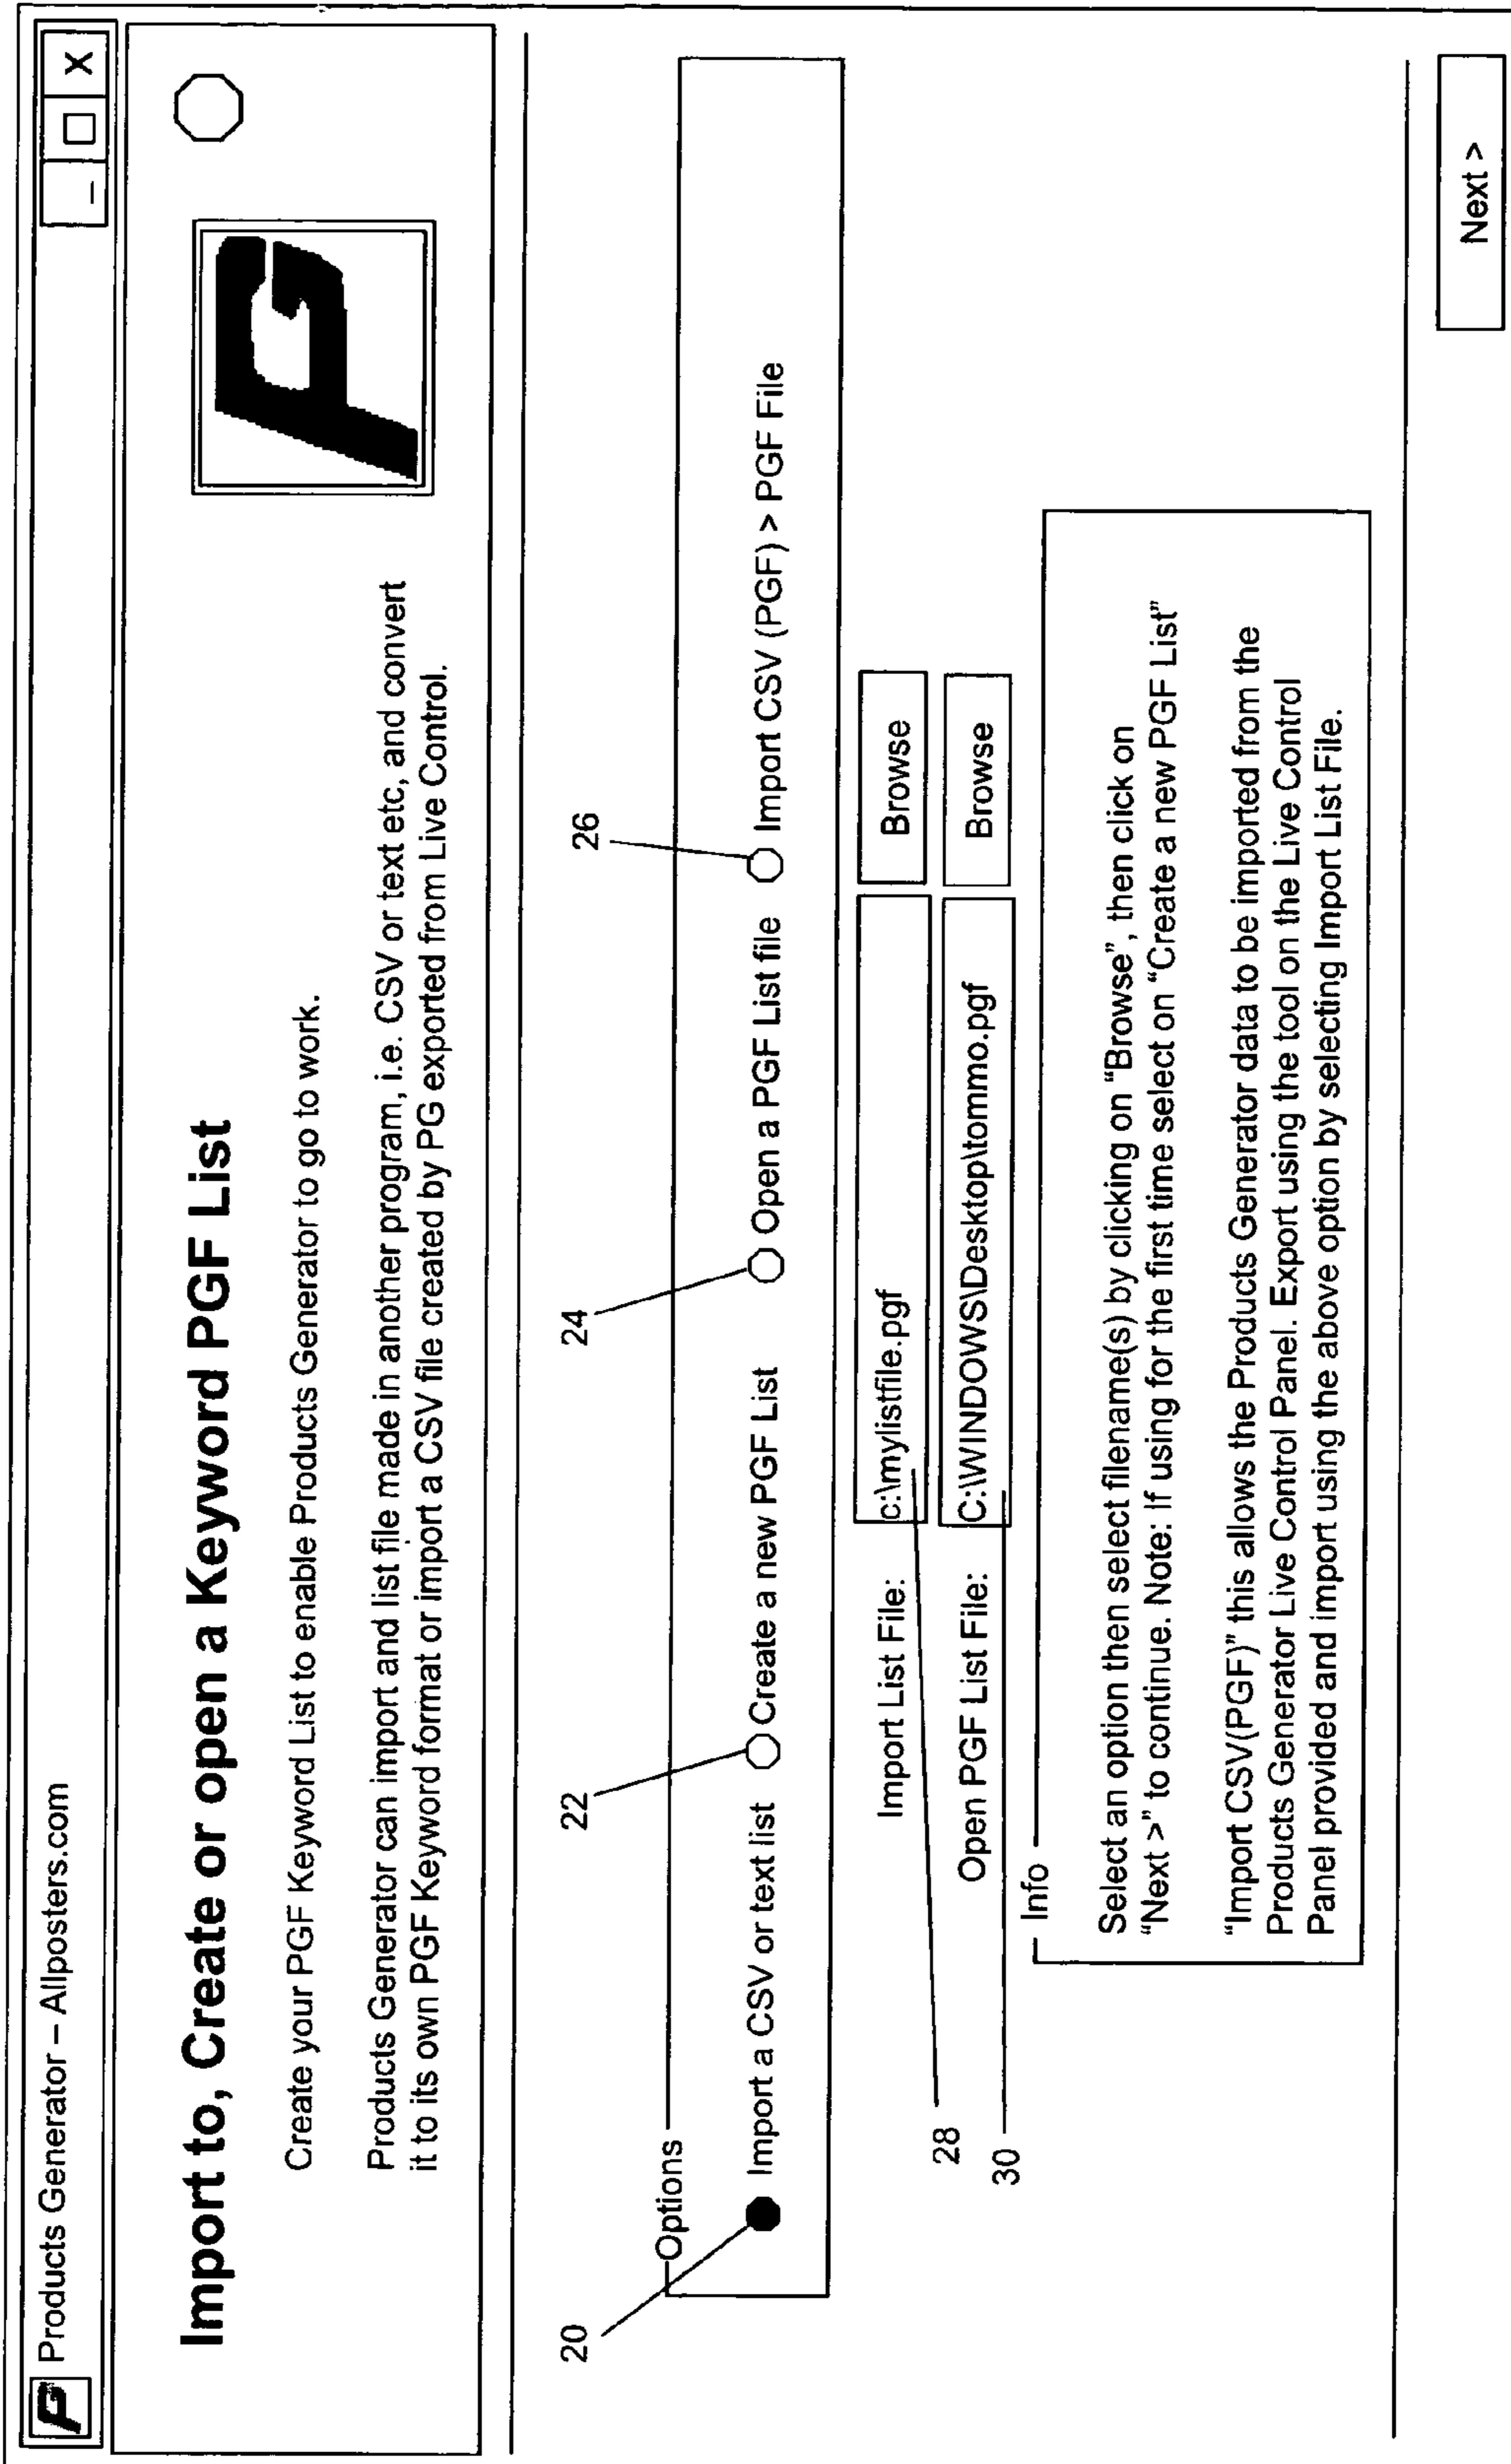 PG Products Generator – Allposters.com
– □ X
Import to, Create or open a Keyword PGF List
Create your PGF Keyword List to enable Products Generator to go to work.
Products Generator can import and list file made in another program, i.e. CSV or text etc, and convert
it to its own PGF Keyword format or import a CSV file created by PG exported from Live Control.
PG
20
22
24
26
Options
Import a CSV or text list
Create a new PGF List
Open a PGF List file
Import CSV (PGF) > PGF File
Import List File: c:\mylistfile.pgf Browse
28
Open PGF List File: C:\WINDOWS\Desktop\tommo.pgf Browse
30
Info
Select an option then select filename(s) by clicking on "Browse", then click on
"Next >" to continue. Note: If using for the first time select on "Create a new PGF List"
"Import CSV(PGF)" this allows the Products Generator data to be imported from the
Products Generator Live Control Panel. Export using the tool on the Live Control
Panel provided and import using the above option by selecting Import List File.
Next >